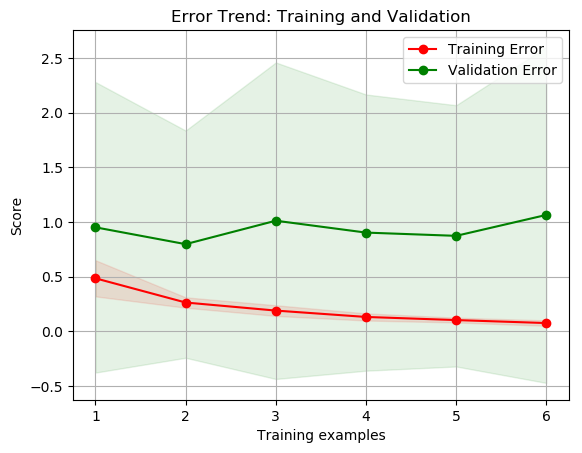 Error Trend: Training and Validation
Training Error
Validation Error
2.5
2.0
1.5
1.0
0.5
0.0
−0.5
Score
1 2 3 4 5 6
Training examples